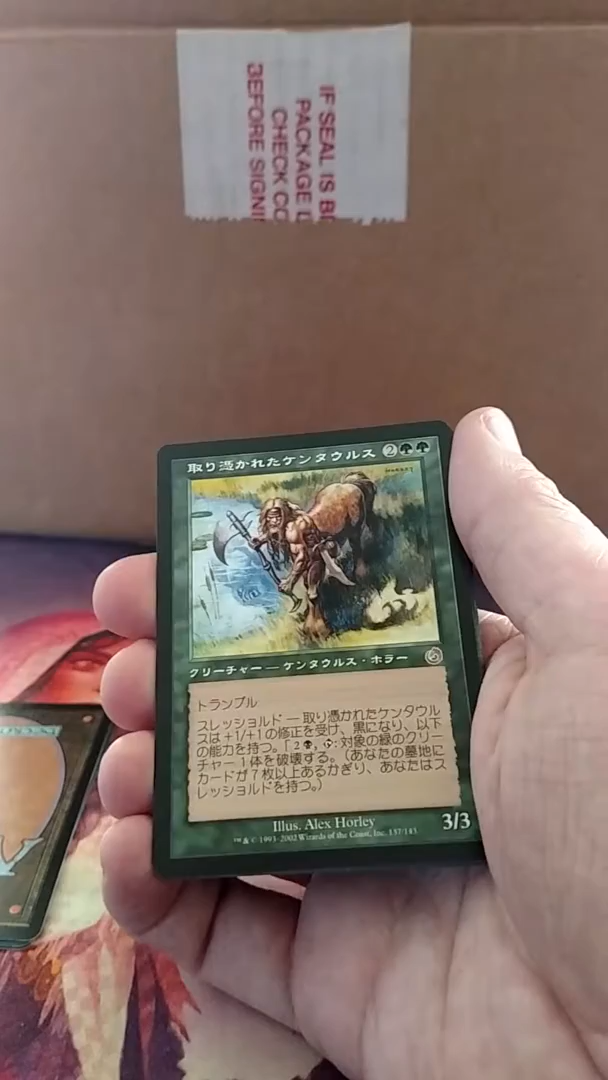 IF SEAL IS B
PACKAGE
CHECK CO
BEFORE SIGNI
取り憑かれたケンタウルス 2
HORLEY
クリーチャー — ケンタウルス・ホラー
トランプル
スレッショルド — 取り憑かれたケンタウル
スは+1/+1の修正を受け、黒になり、以下
の能力を持つ。「2, : 対象の緑のクリー
チャー１体を破壊する。(あなたの墓地に
カードが７枚以上あるかぎり、あなたはス
レッショルドを持つ。)
Illus. Alex Horley
™ & © 1993-2002 Wizards of the Coast, Inc. 137/143
3/3